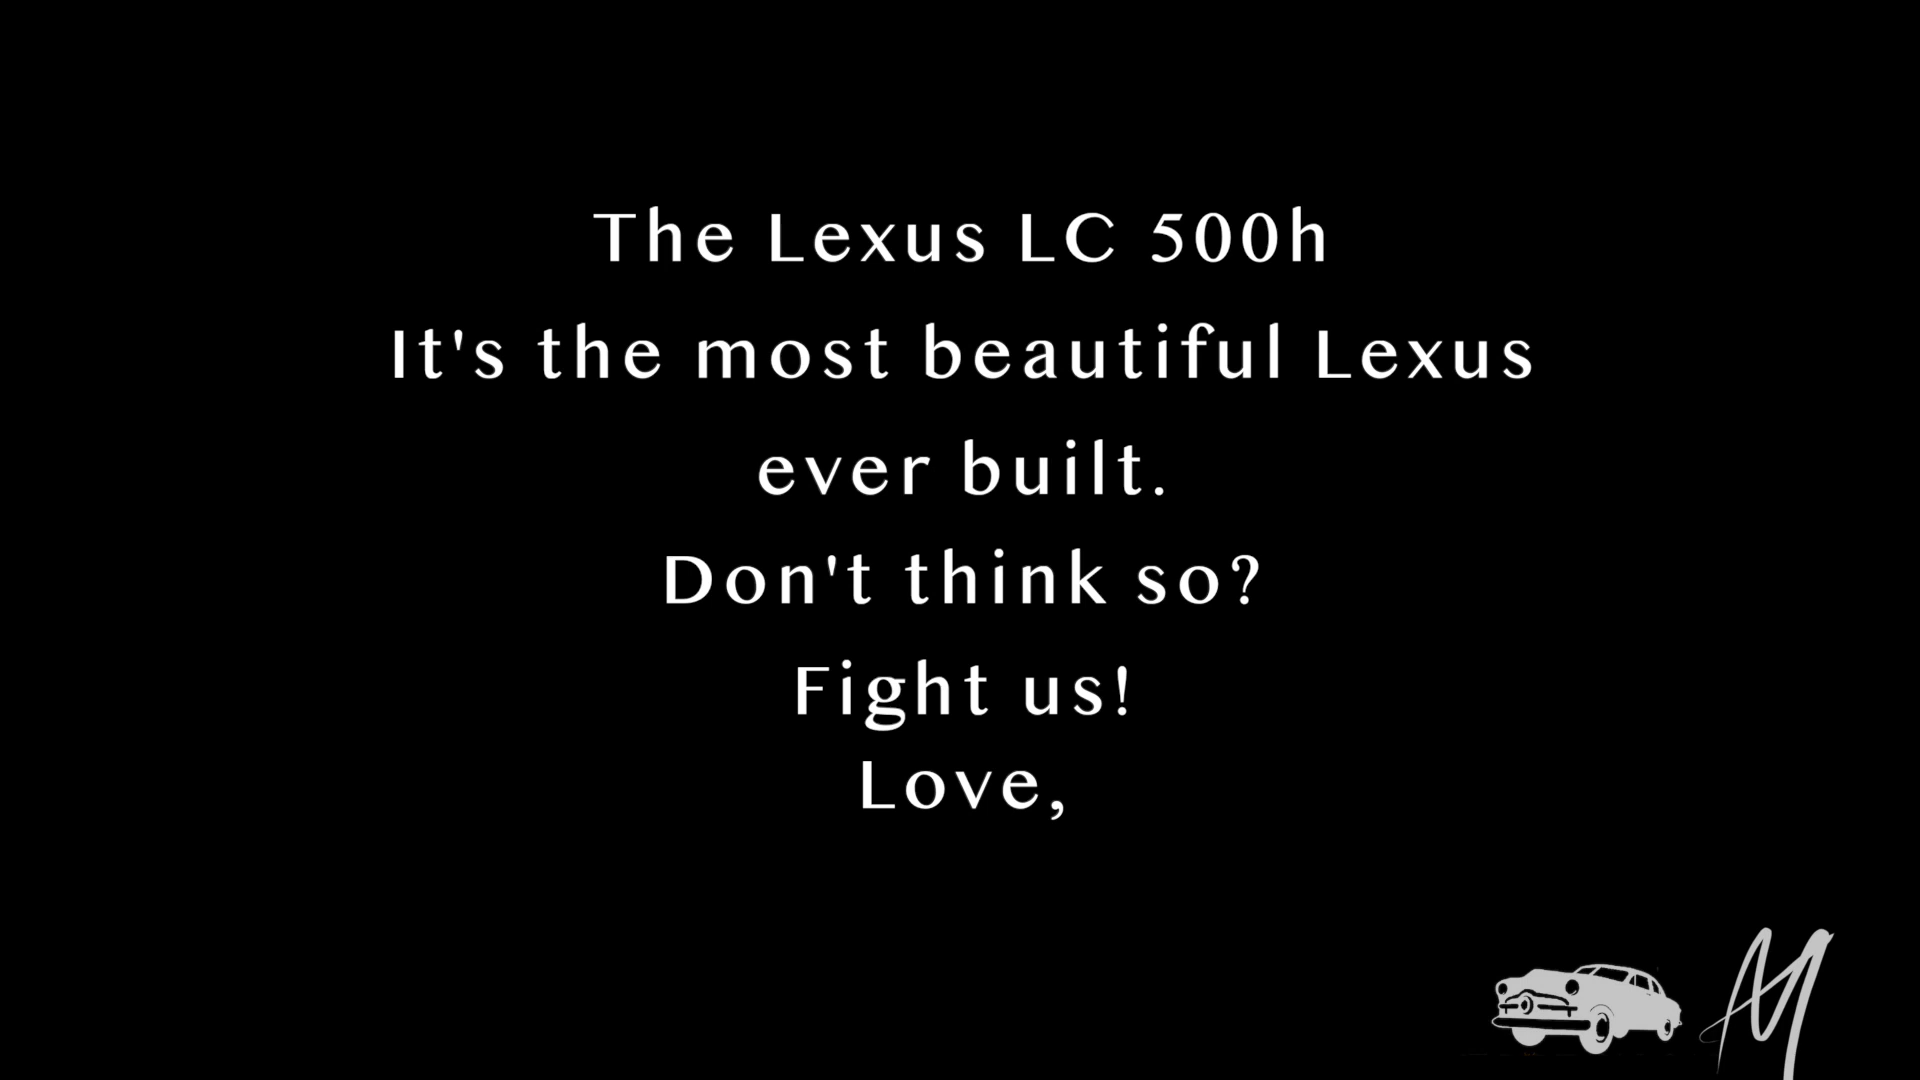 The Lexus LC 500h
It's the most beautiful Lexus
ever built.
Don't think so?
Fight us!
Love,